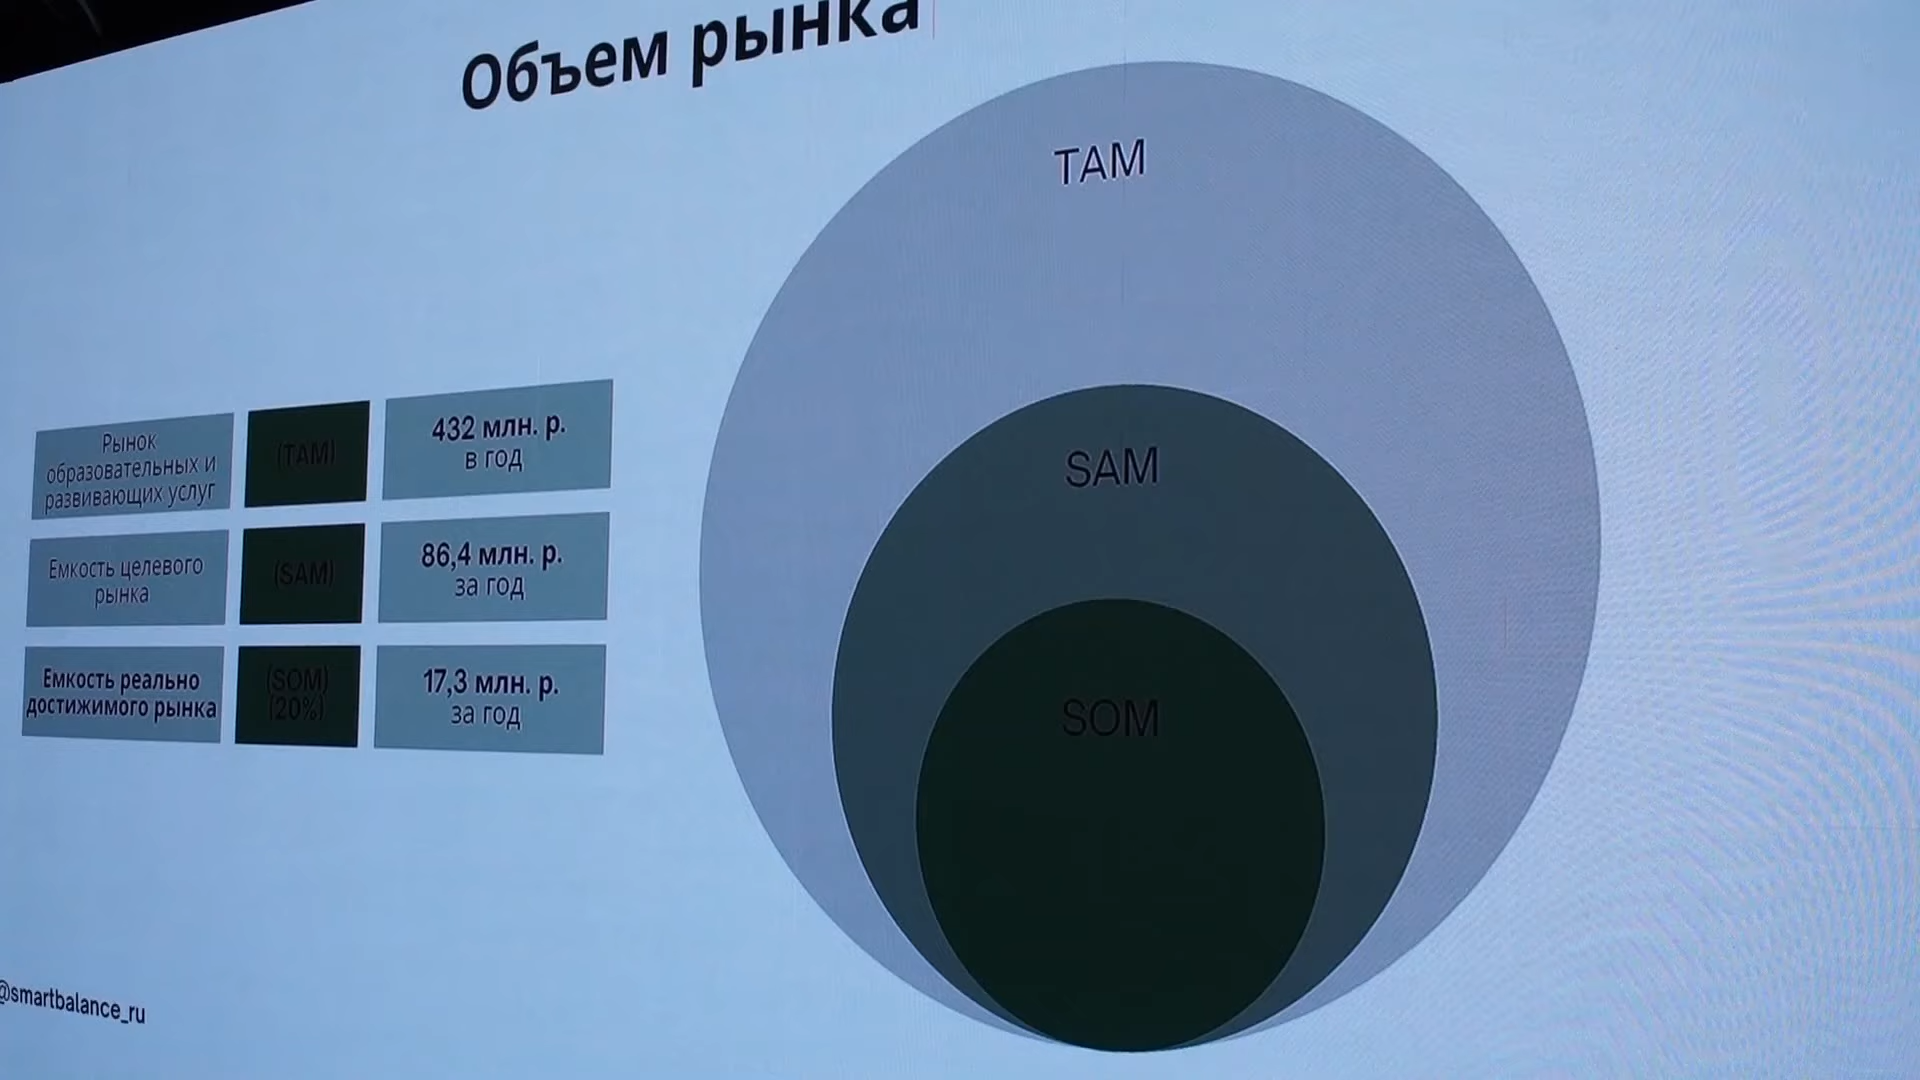 Объем рынка
Рынок
образовательных и
развивающих услуг
(TAM)
432 млн. р.
в год
Емкость целевого
рынка
(SAM)
86,4 млн. р.
за год
Емкость реально
достижимого рынка
(SOM)
(20%)
17,3 млн. р.
за год
TAM
SAM
SOM
@smartbalance_ru